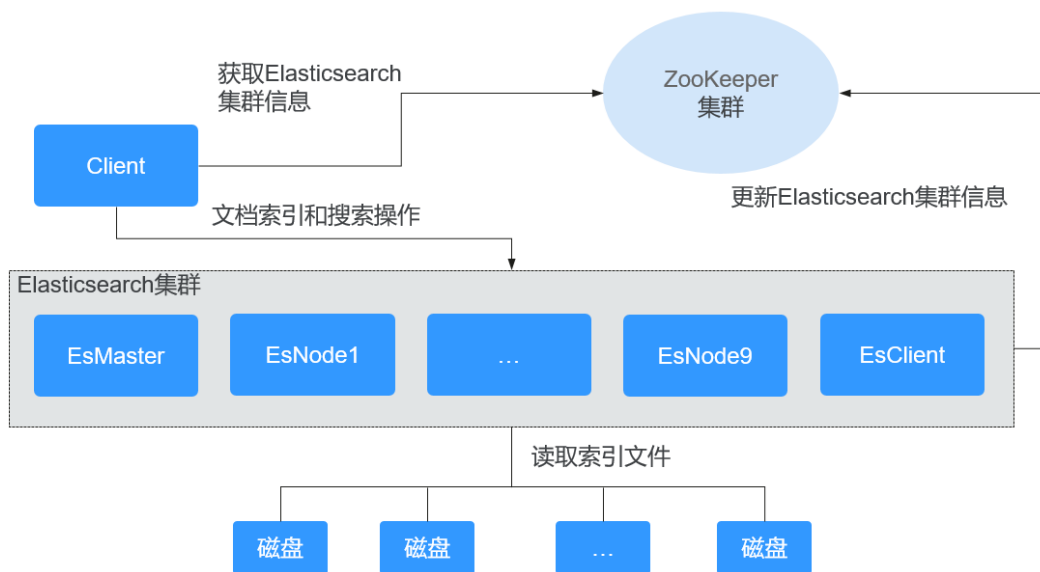 获取Elasticsearch
集群信息
ZooKeeper
集群
Client
更新Elasticsearch集群信息
文档索引和搜索操作
Elasticsearch集群
EsMaster
EsNode1
...
EsNode9
EsClient
读取索引文件
磁盘
磁盘
...
磁盘